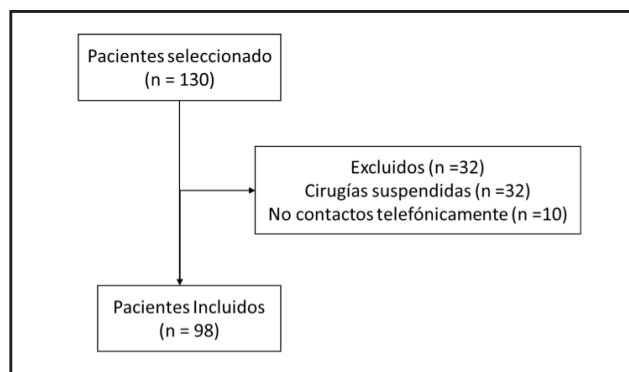 Pacientes seleccionado
(n = 130)
Excluidos (n =32)
Cirugías suspendidas (n =32)
No contactos telefónicamente (n =10)
Pacientes Incluidos
(n = 98)